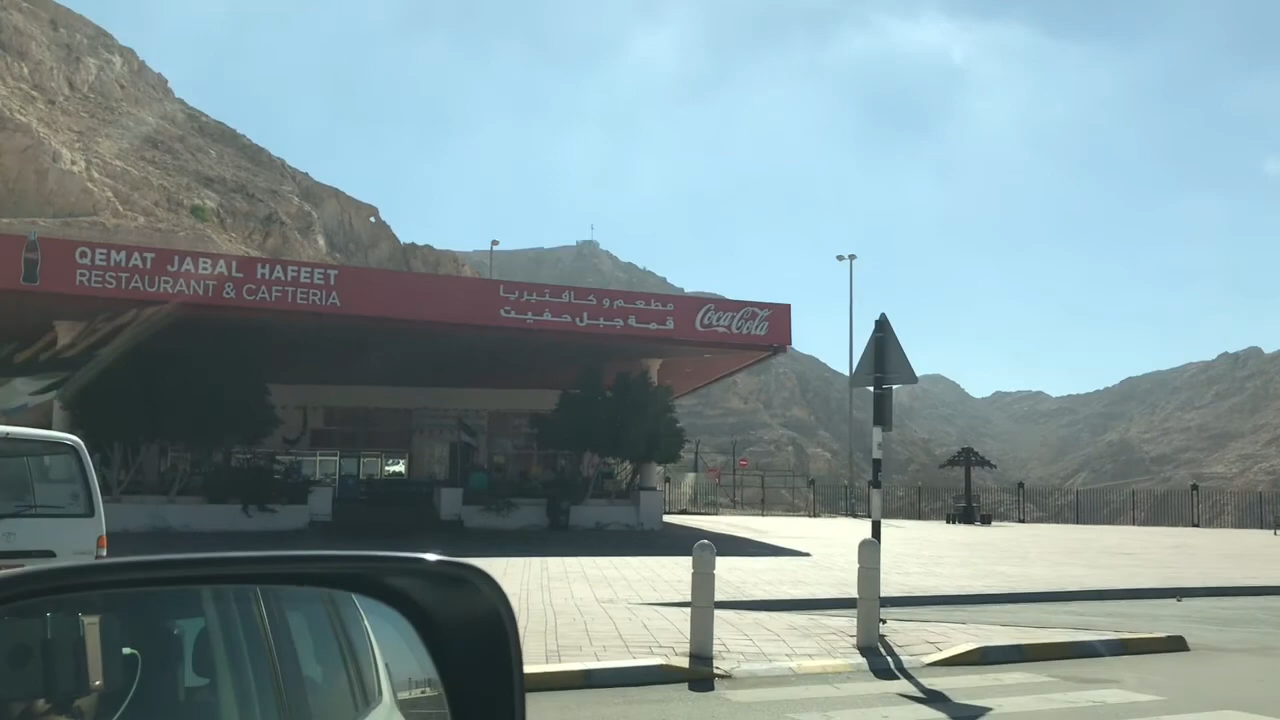 QEMAT JABAL HAFEET
RESTAURANT & CAFTERIA
مطعم و كافتيريا
قمة جبل حفيت
Coca-Cola